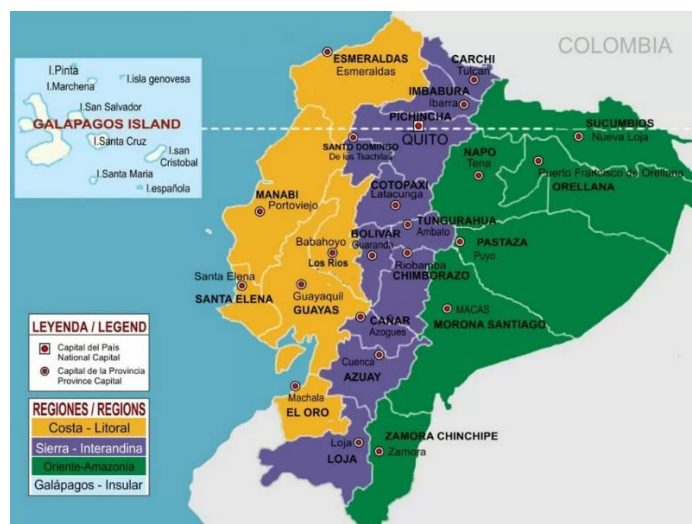 COLOMBIA
I.Pinta
I.Marchena
I.isla genovesa
I.San Salvador
GALAPAGOS ISLAND
I.Santa Cruz
I.san
Cristobal
I.Santa Maria
I.española
ESMERALDAS
Esmeraldas
CARCHI
Tulcan
IMBABURA
Ibarra
PICHINCHA
QUITO
SANTO DOMINGO
De los Tsachilas
SUCUMBIOS
Nueva Loja
NAPO
Tena
Puerto Francisco de Orellana
ORELLANA
COTOPAXI
Latacunga
MANABI
Portoviejo
TUNGURAHUA
Ambato
BOLIVAR
Guaranda
Babahoyo
Los Rios
PASTAZA
Puyo
Riobamba
CHIMBORAZO
Santa Elena
SANTA ELENA
Guayaquil
GUAYAS
MACAS
MORONA SANTIAGO
CAÑAR
Azogues
Cuenca
AZUAY
Machala
EL ORO
Loja
LOJA
ZAMORA CHINCHIPE
Zamora
LEYENDA / LEGEND
Capital del País
National Capital
Capital de la Provincia
Province Capital
REGIONES / REGIONS
Costa - Litoral
Sierra - Interandina
Oriente-Amazonía
Galápagos - Insular